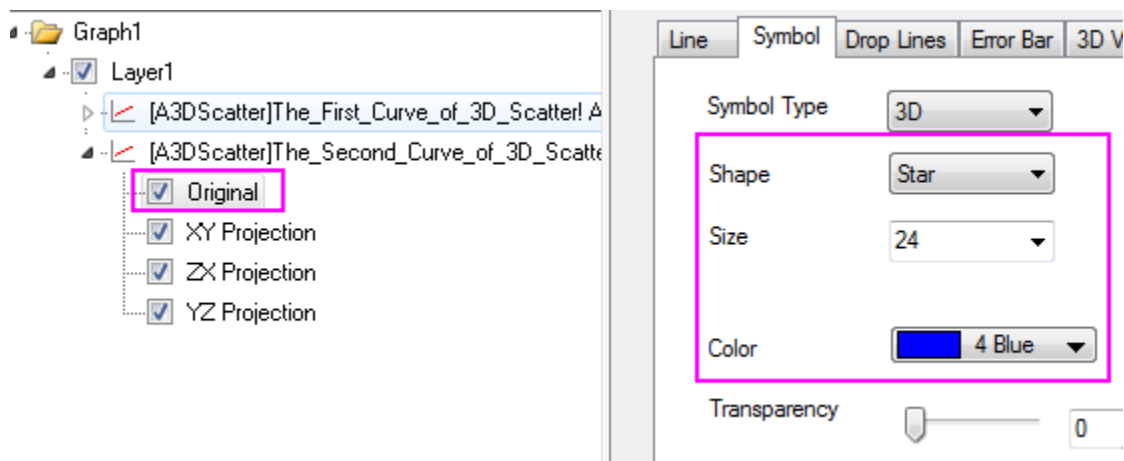 Graph1
Layer1
[A3DScatter]The_First_Curve_of_3D_Scatter! A
[A3DScatter]The_Second_Curve_of_3D_Scatte
Original
XY Projection
ZX Projection
YZ Projection
Line Symbol Drop Lines Error Bar 3D V
Symbol Type 3D
Shape Star
Size 24
Color 4 Blue
Transparency 0